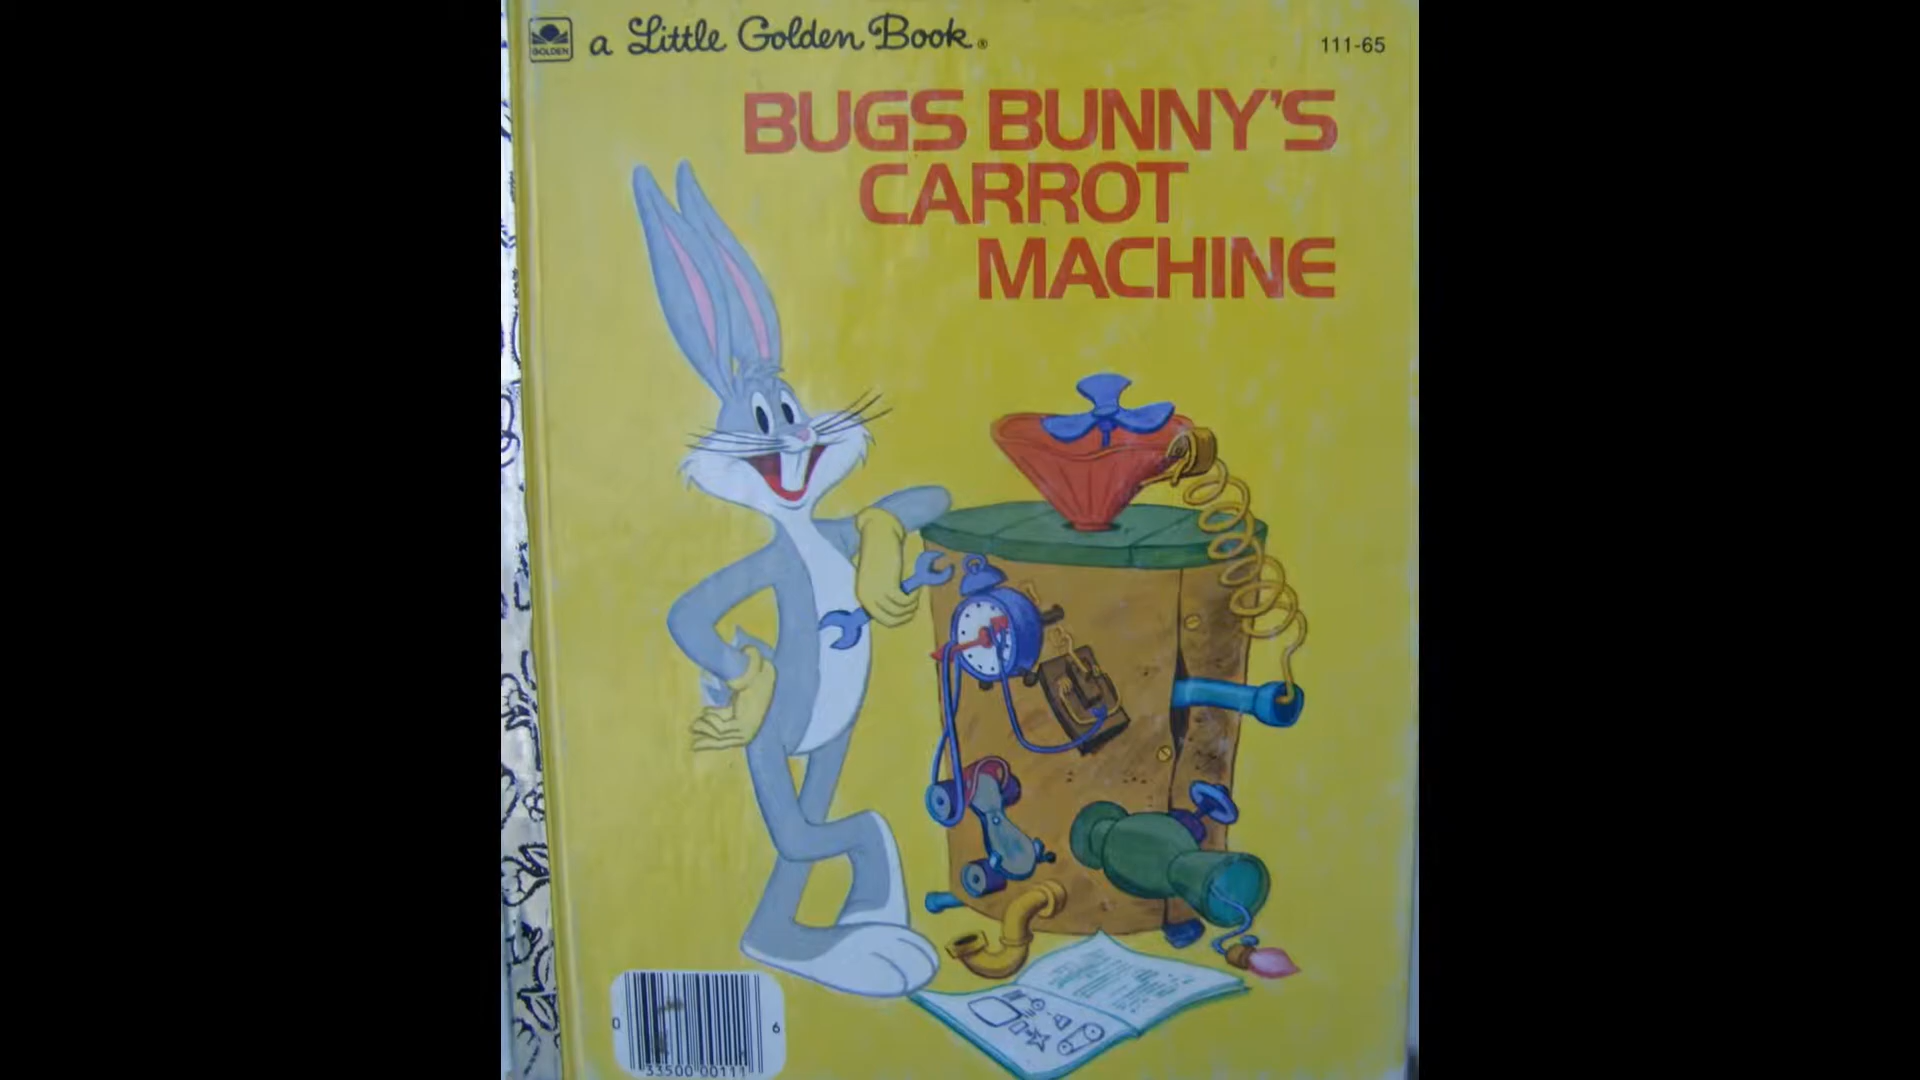 GOLDEN
a Little Golden Book®
111-65
BUGS BUNNY'S
CARROT
MACHINE
0
33500 00111
6